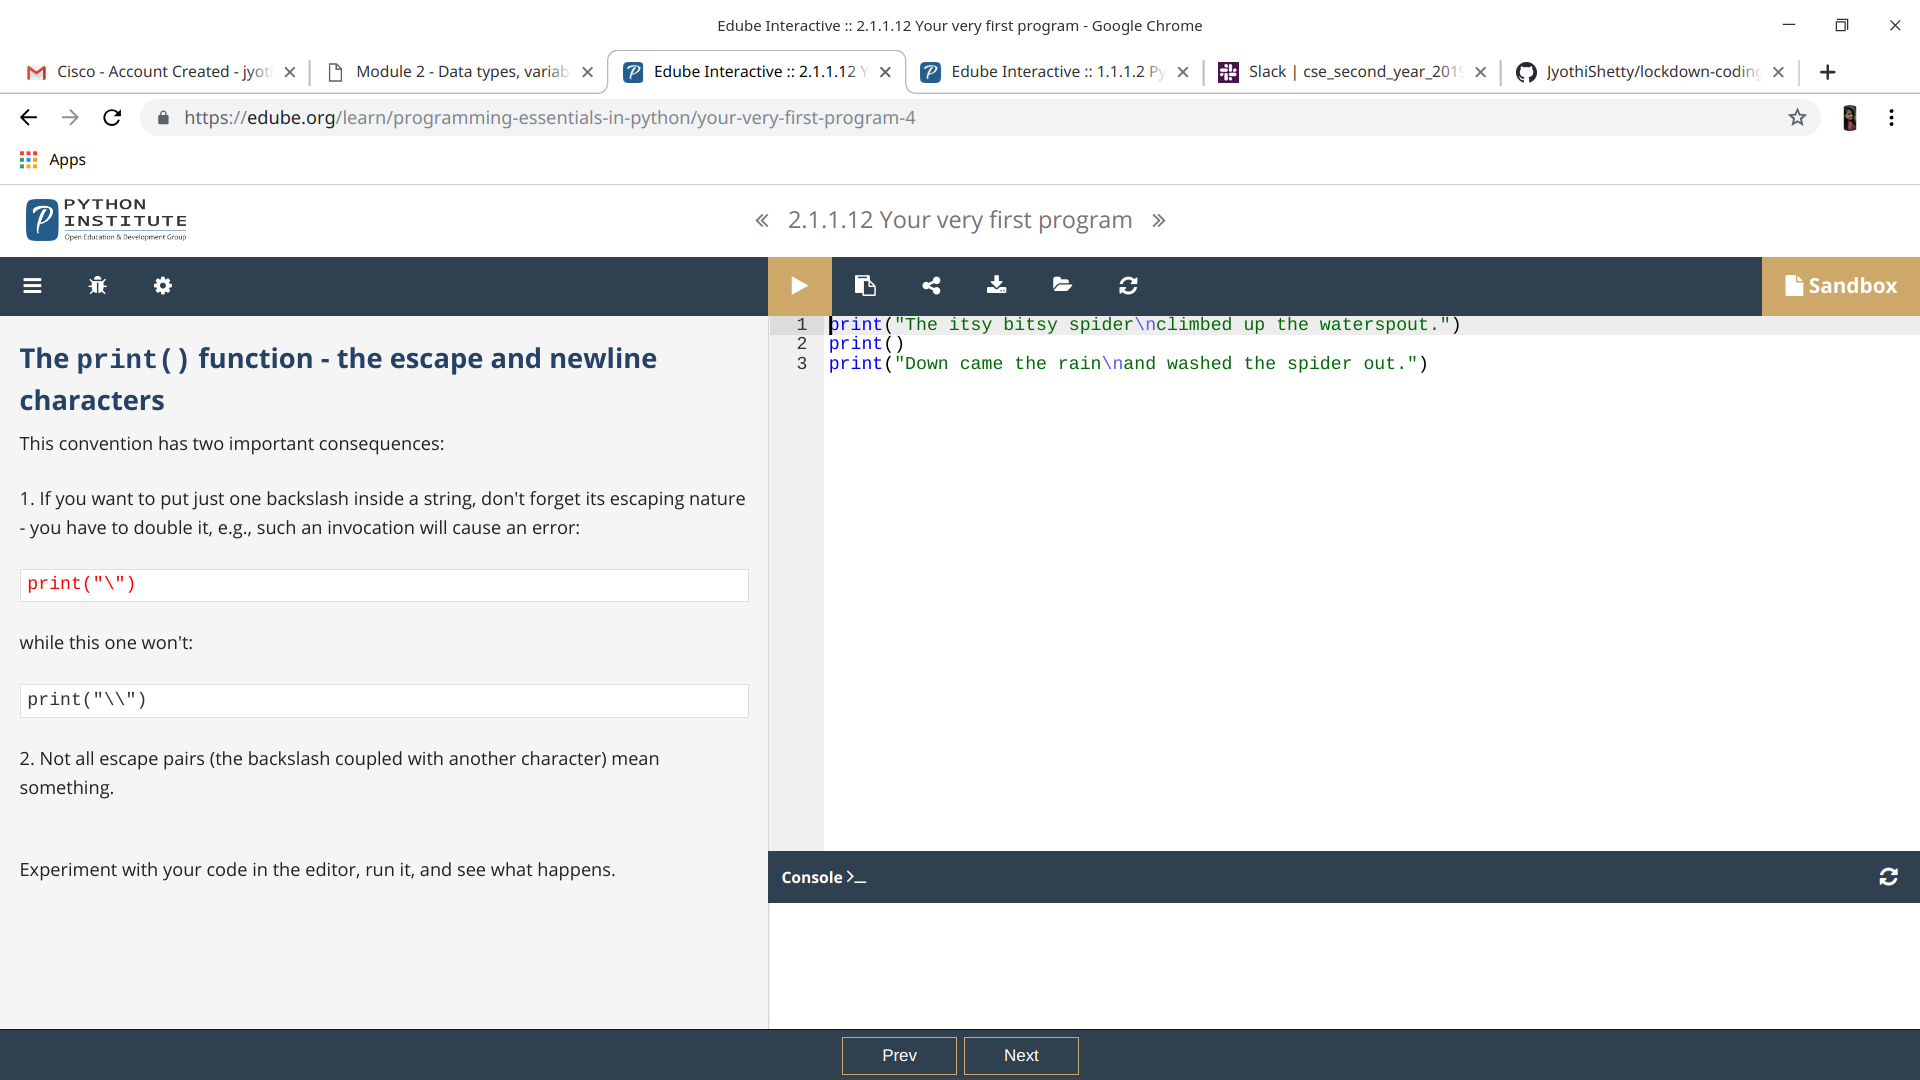 Edube Interactive :: 2.1.1.12 Your very first program - Google Chrome
Cisco - Account Created - jyot
Module 2 - Data types, variab
Edube Interactive :: 2.1.1.12 Y
Edube Interactive :: 1.1.1.2 Py
Slack | cse_second_year_2019
JyothiShetty/lockdown-coding
https://edube.org/learn/programming-essentials-in-python/your-very-first-program-4
Apps
PYTHON
INSTITUTE
Open Education & Development Group
« 2.1.1.12 Your very first program »
Sandbox
The print() function - the escape and newline
characters
This convention has two important consequences:
1. If you want to put just one backslash inside a string, don't forget its escaping nature
- you have to double it, e.g., such an invocation will cause an error:
print("\")
while this one won't:
print("\\")
2. Not all escape pairs (the backslash coupled with another character) mean
something.
Experiment with your code in the editor, run it, and see what happens.
1 print("The itsy bitsy spider\nclimbed up the waterspout.")
2 print()
3 print("Down came the rain\nand washed the spider out.")
Console >_
Prev
Next